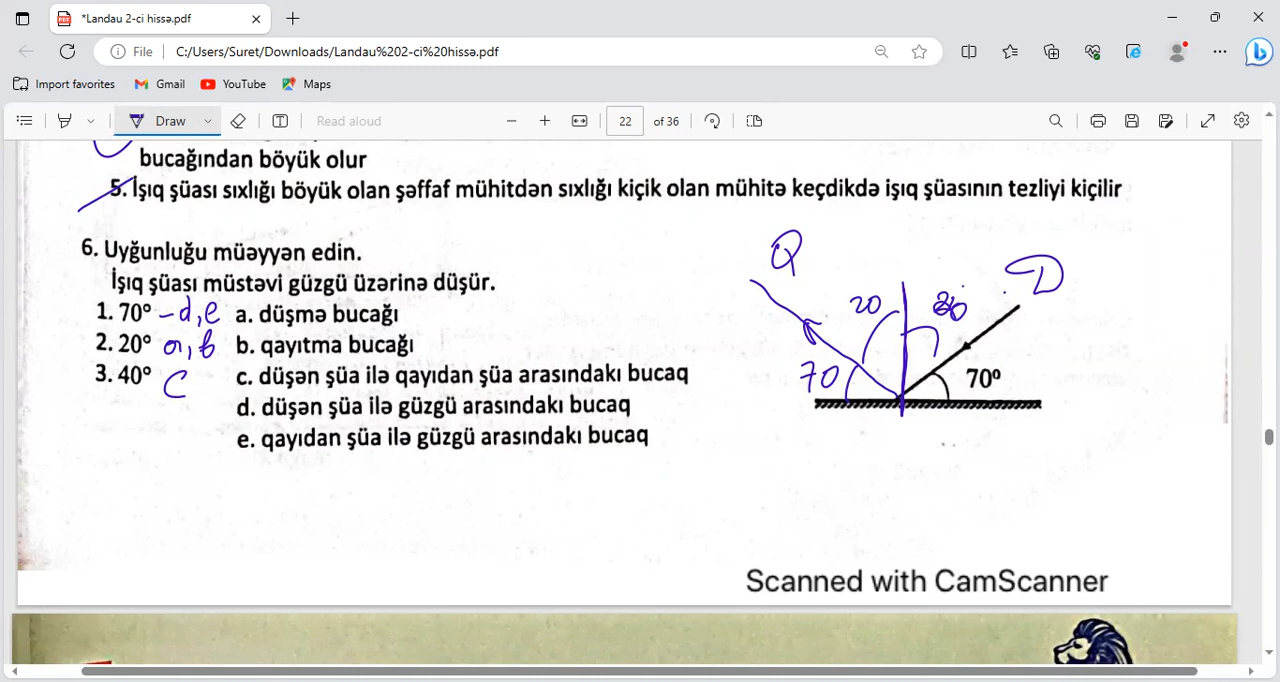 *Landau 2-ci hissə.pdf
File
C:/Users/Suret/Downloads/Landau%202-ci%20hissə.pdf
Import favorites
Gmail
YouTube
Maps
Draw
Read aloud
22
of 36
bucağından böyük olur
5. İşıq şüası sıxlığı böyük olan şəffaf mühitdən sıxlığı kiçik olan mühitə keçdikdə işıq şüasının tezliyi kiçilir
6. Uyğunluğu müəyyən edin.
İşıq şüası müstəvi güzgü üzərinə düşür.
1. 70° - d, e a. düşmə bucağı
2. 20° a, b b. qayıtma bucağı
3. 40° C c. düşən şüa ilə qayıdan şüa arasındakı bucaq
d. düşən şüa ilə güzgü arasındakı bucaq
e. qayıdan şüa ilə güzgü arasındakı bucaq
Q
D
20
70
70°
Scanned with CamScanner